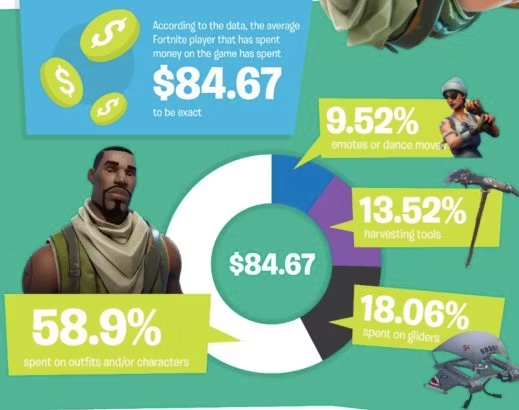 According to the data, the average
Fortnite player that has spent
money on the game has spent
$84.67
to be exact
9.52%
emotes or dance move
13.52%
harvesting tools
$84.67
18.06%
spent on gliders
58.9%
spent on outfits and/or characters